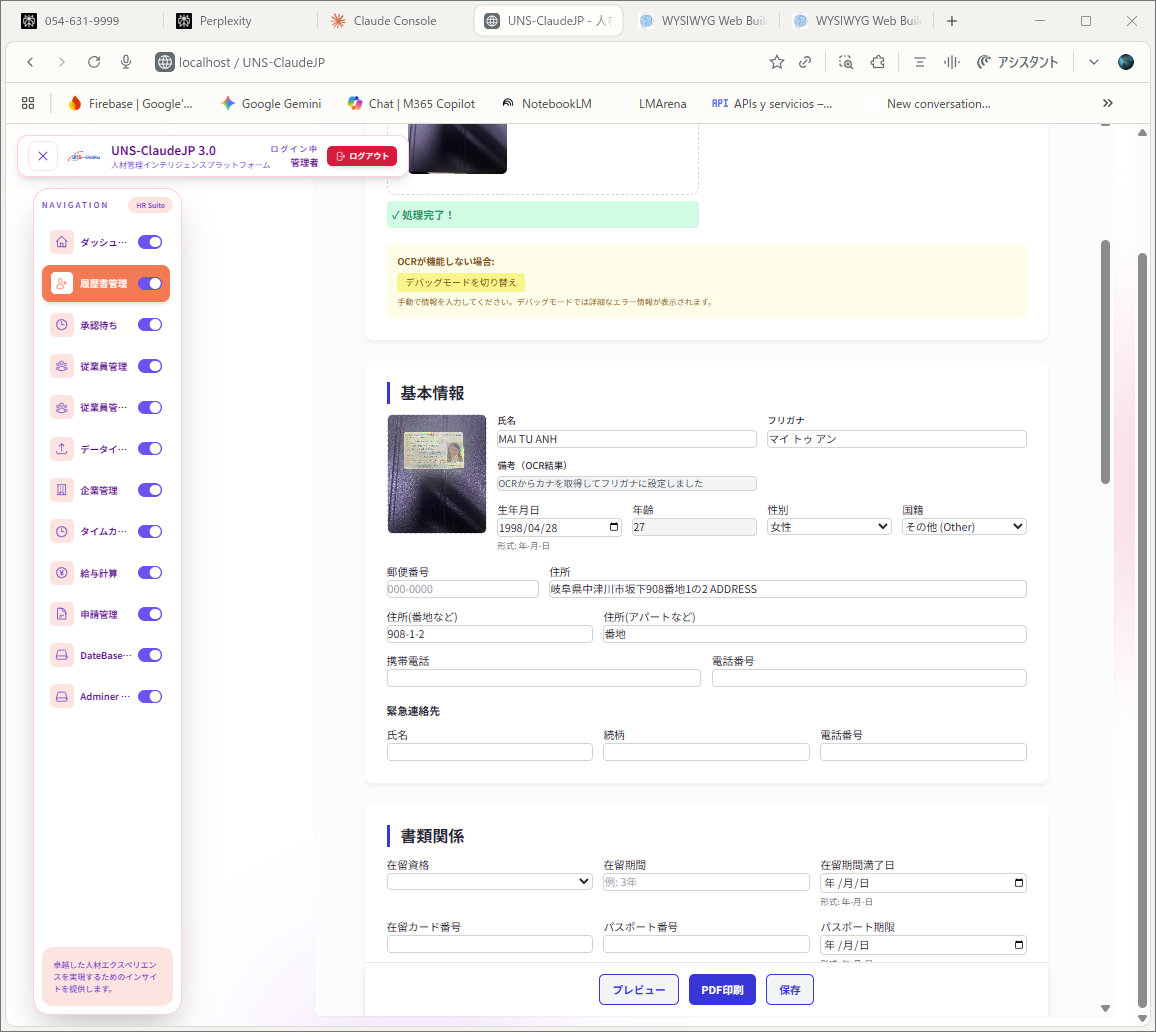 054-631-9999
Perplexity
Claude Console
UNS-ClaudeJP - 人材
WYSIWYG Web Buil
WYSIWYG Web Buil
localhost / UNS-ClaudeJP
アシスタント
Firebase | Google'...
Google Gemini
Chat | M365 Copilot
NotebookLM
LMArena
API APIs y servicios –...
New conversation...
UNS-ClaudeJP 3.0
人材管理インテリジェンスプラットフォーム
ログイン中
管理者
ログアウト
NAVIGATION
HR Suite
ダッシュ…
履歴書管理
承認待ち
従業員管理
従業員管…
データイ…
企業管理
タイムカ…
給与計算
申請管理
DateBase…
Adminer …
卓越した人材エクスペリエン
スを実現するためのインサイ
トを提供します。
✓ 処理完了！
OCRが機能しない場合:
デバッグモードを切り替え
手動で情報を入力してください。デバッグモードでは詳細なエラー情報が表示されます。
基本情報
氏名
フリガナ
MAI TU ANH
マイ トゥ アン
備考（OCR結果）
OCRからカナを取得してフリガナに設定しました
生年月日
年齢
性別
国籍
1998/04/28
27
女性
その他 (Other)
形式: 年-月-日
郵便番号
住所
000-0000
岐阜県中津川市坂下908番地1の2 ADDRESS
住所(番地など)
住所(アパートなど)
908-1-2
番地
携帯電話
電話番号
緊急連絡先
氏名
続柄
電話番号
書類関係
在留資格
在留期間
在留期間満了日
例: 3年
年 /月/日
形式: 年-月-日
在留カード番号
パスポート番号
パスポート期限
年 /月/日
プレビュー
PDF印刷
保存